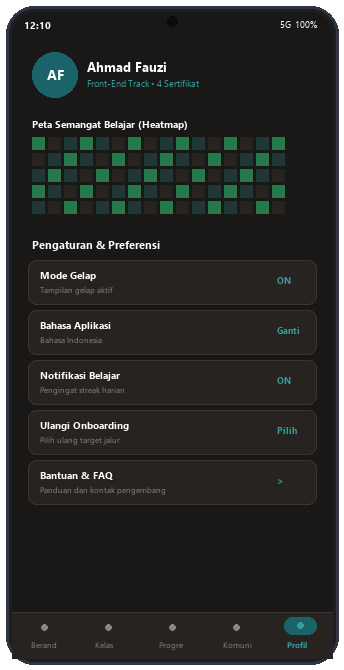 12:10
5G 100%
AF
Ahmad Fauzi
Front-End Track • 4 Sertifikat
Peta Semangat Belajar (Heatmap)
Pengaturan & Preferensi
Mode Gelap
Tampilan gelap aktif
ON
Bahasa Aplikasi
Bahasa Indonesia
Ganti
Notifikasi Belajar
Pengingat streak harian
ON
Ulangi Onboarding
Pilih ulang target jalur
Pilih
Bantuan & FAQ
Panduan dan kontak pengembang
>
Berand
Kelas
Progre
Komuni
Profil